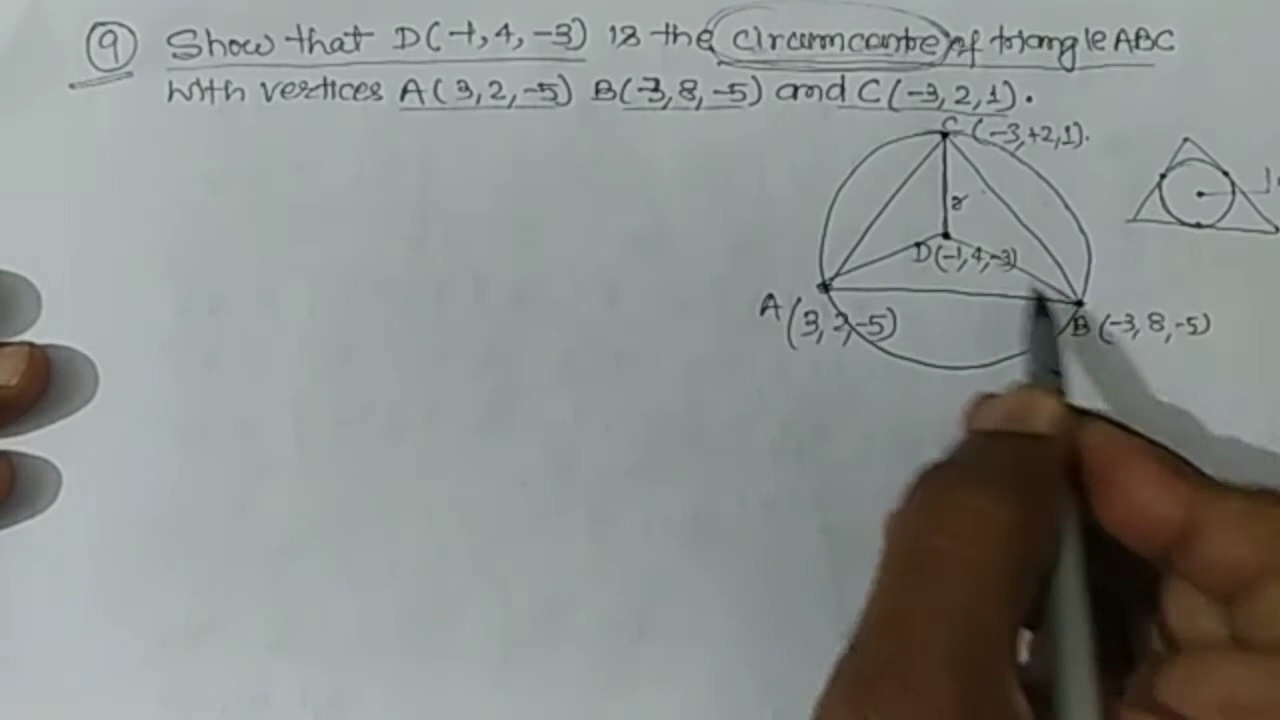 9 Show that D(-1,4,-3) is the circumcentre of triangle ABC
with vertices A(3,2,-5) B(-3,8,-5) and C(-3,2,1).
C (-3,+2,1).
r
D(-1,4,-3)
A (3,2,-5)
B (-3,8,-5)